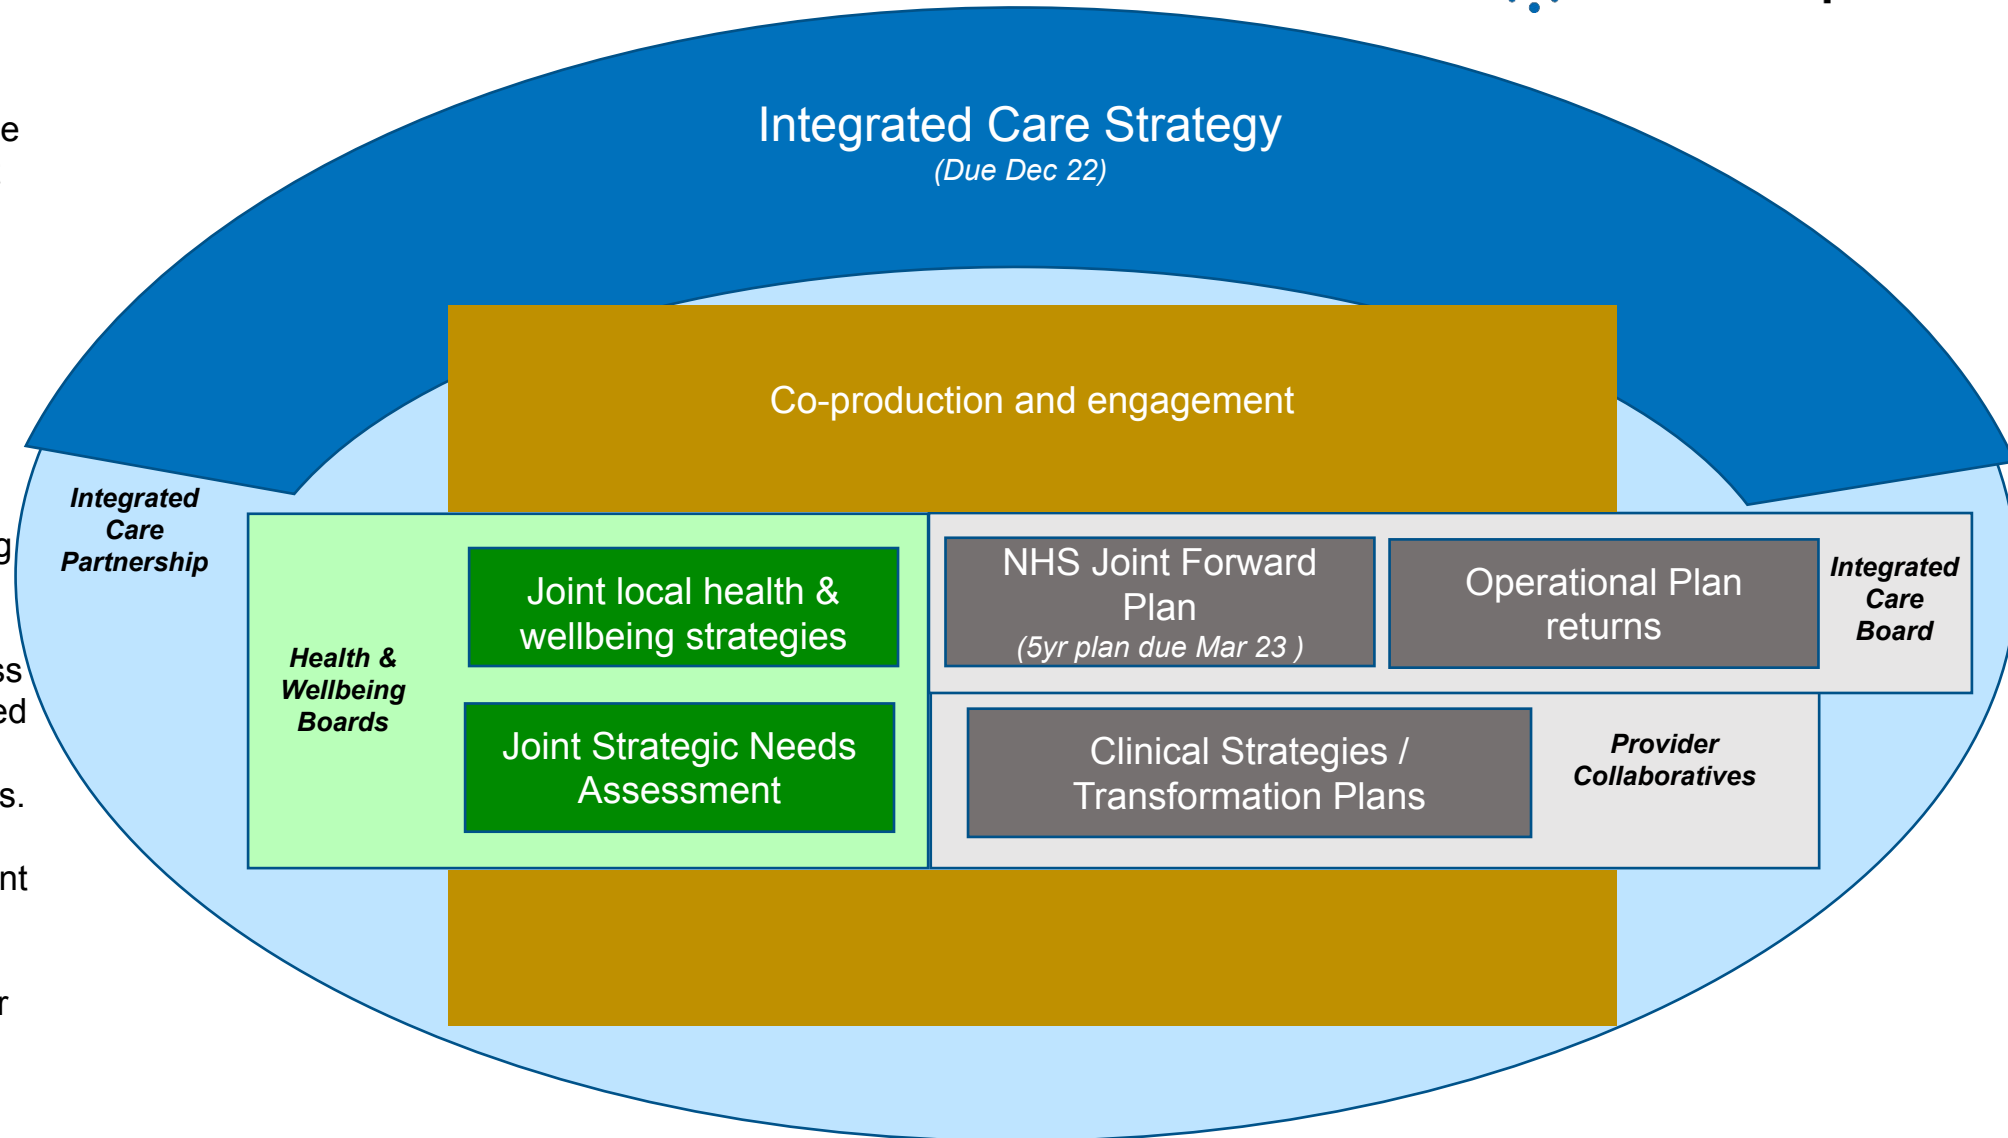 Integrated Care Strategy
(Due Dec 22)
Co-production and engagement
Integrated
Care
Partnership
Health &
Wellbeing
Boards
Joint local health &
wellbeing strategies
Joint Strategic Needs
Assessment
NHS Joint Forward
Plan
(5yr plan due Mar 23 )
Operational Plan
returns
Integrated
Care
Board
Clinical Strategies /
Transformation Plans
Provider
Collaboratives